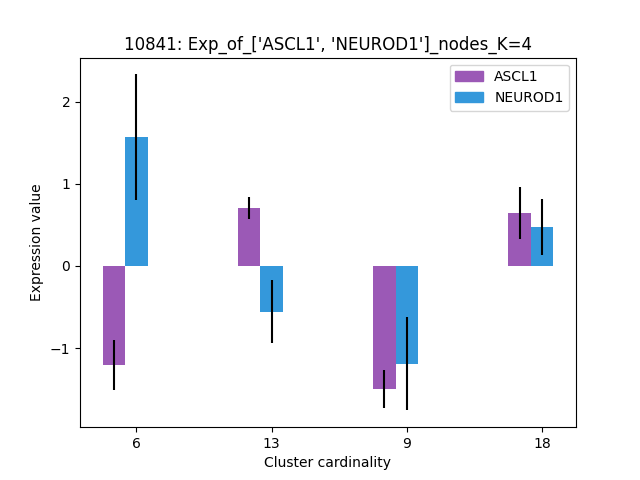 10841: Exp_of_['ASCL1', 'NEUROD1']_nodes_K=4
ASCL1
NEUROD1
Expression value
2
1
0
−1
6
13
9
18
Cluster cardinality